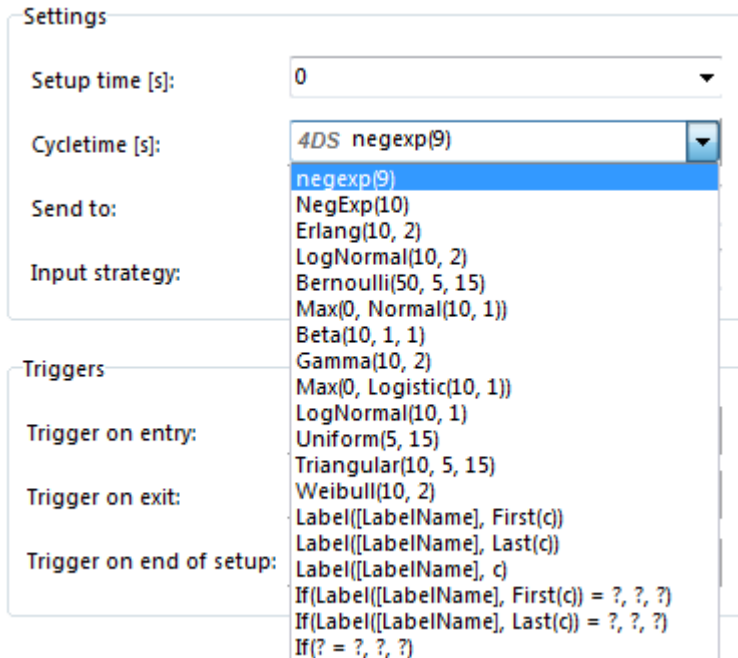 Settings
Setup time [s]:
0
Cycletime [s]:
4DS negexp(9)
negexp(9)
Send to:
NegExp(10)
Erlang(10, 2)
LogNormal(10, 2)
Input strategy:
Bernoulli(50, 5, 15)
Max(0, Normal(10, 1))
Beta(10, 1, 1)
Triggers
Gamma(10, 2)
Max(0, Logistic(10, 1))
LogNormal(10, 1)
Trigger on entry:
Uniform(5, 15)
Triangular(10, 5, 15)
Trigger on exit:
Weibull(10, 2)
Label([LabelName], First(c))
Label([LabelName], Last(c))
Trigger on end of setup:
Label([LabelName], c)
If(Label([LabelName], First(c)) = ?, ?, ?)
If(Label([LabelName], Last(c)) = ?, ?, ?)
If(? = ?, ?, ?)